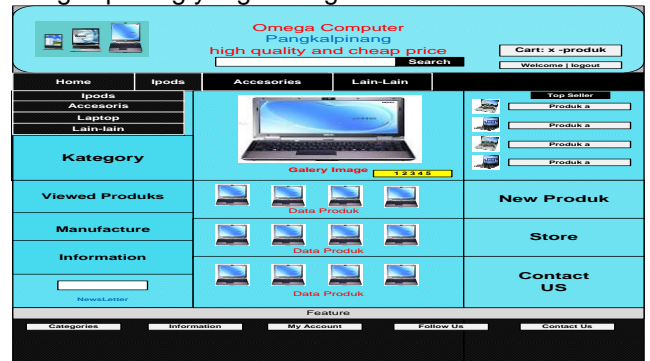 Omega Computer
Pangkalpinang
high quality and cheap price
Search
Cart: x -produk
Welcome | logout
Home Ipods Accesories Lain-Lain
Ipods
Accesoris
Laptop
Lain-lain
Kategory
Viewed Produks
Manufacture
Information
NewsLatter
Galery Image
1 2 3 4 5
Data Produk
Data Produk
Data Produk
Top Seller
Produk a
Produk a
Produk a
Produk a
New Produk
Store
Contact
US
Feature
Categories Information My Account Follow Us Contact Us